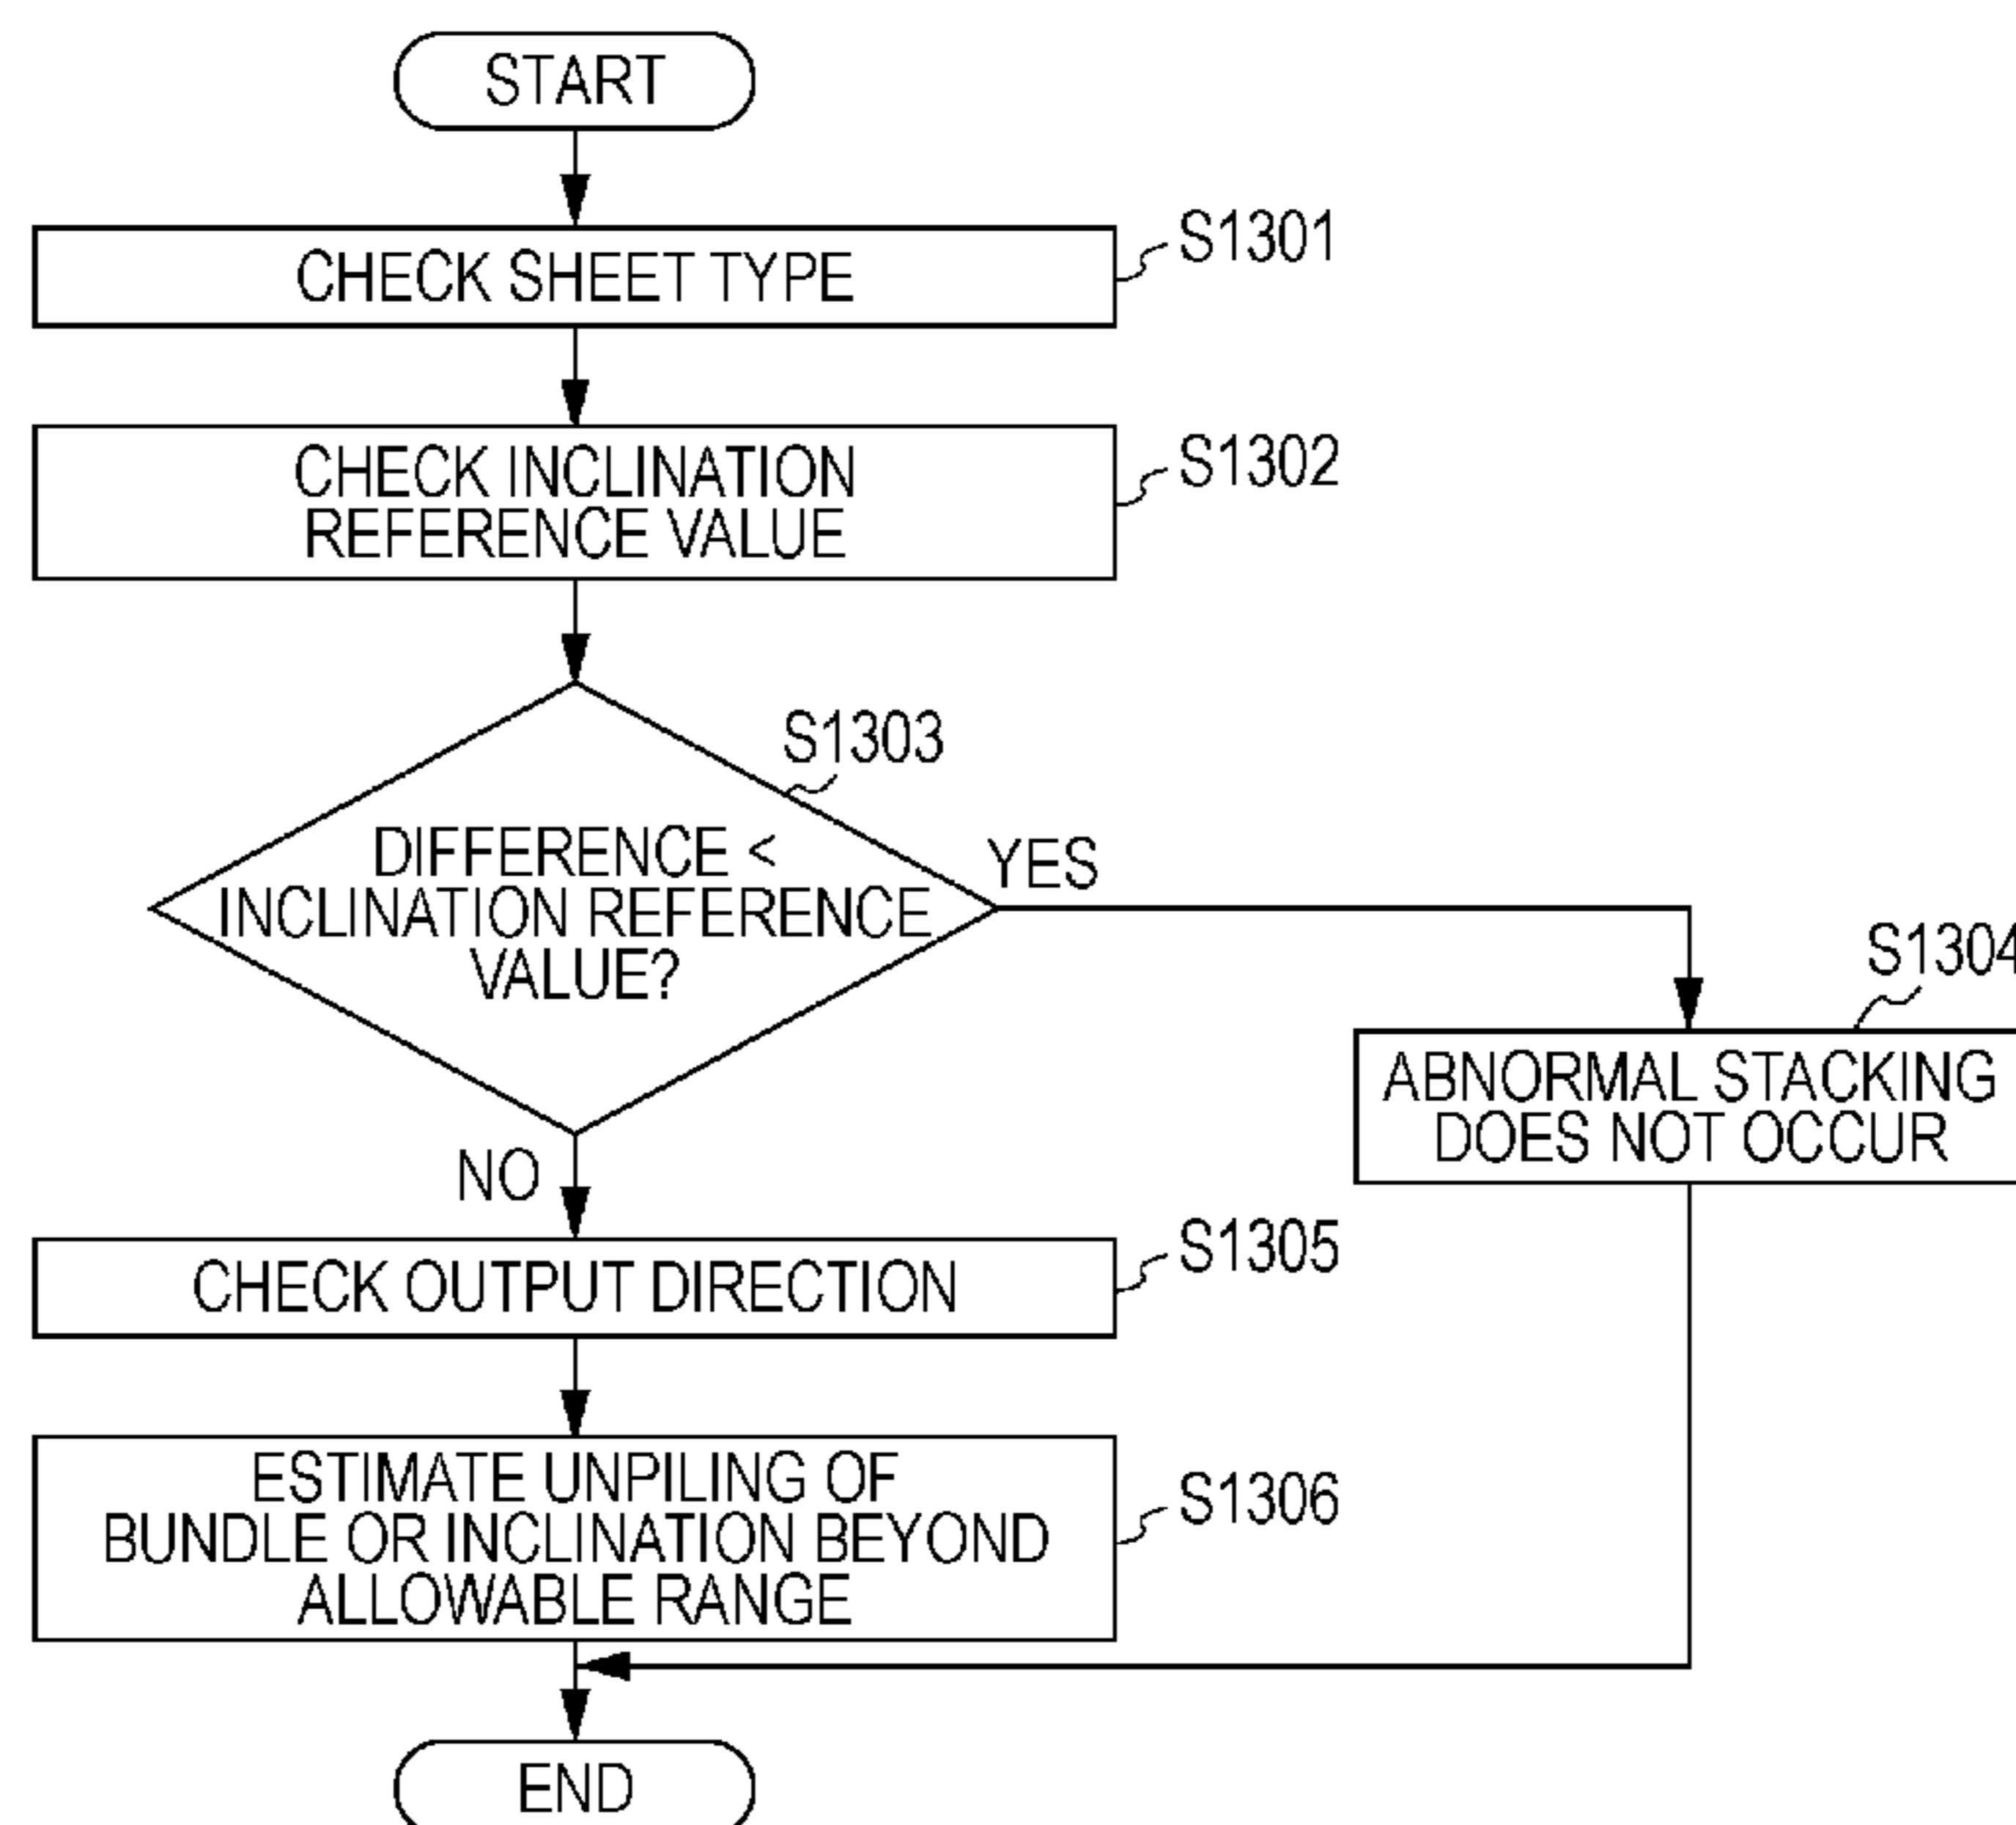 START
CHECK SHEET TYPE
S1301
CHECK INCLINATION
REFERENCE VALUE
S1302
S1303
DIFFERENCE <
INCLINATION REFERENCE
VALUE?
YES
S1304
ABNORMAL STACKING
DOES NOT OCCUR
NO
CHECK OUTPUT DIRECTION
S1305
ESTIMATE UNPILING OF
BUNDLE OR INCLINATION BEYOND
ALLOWABLE RANGE
S1306
END